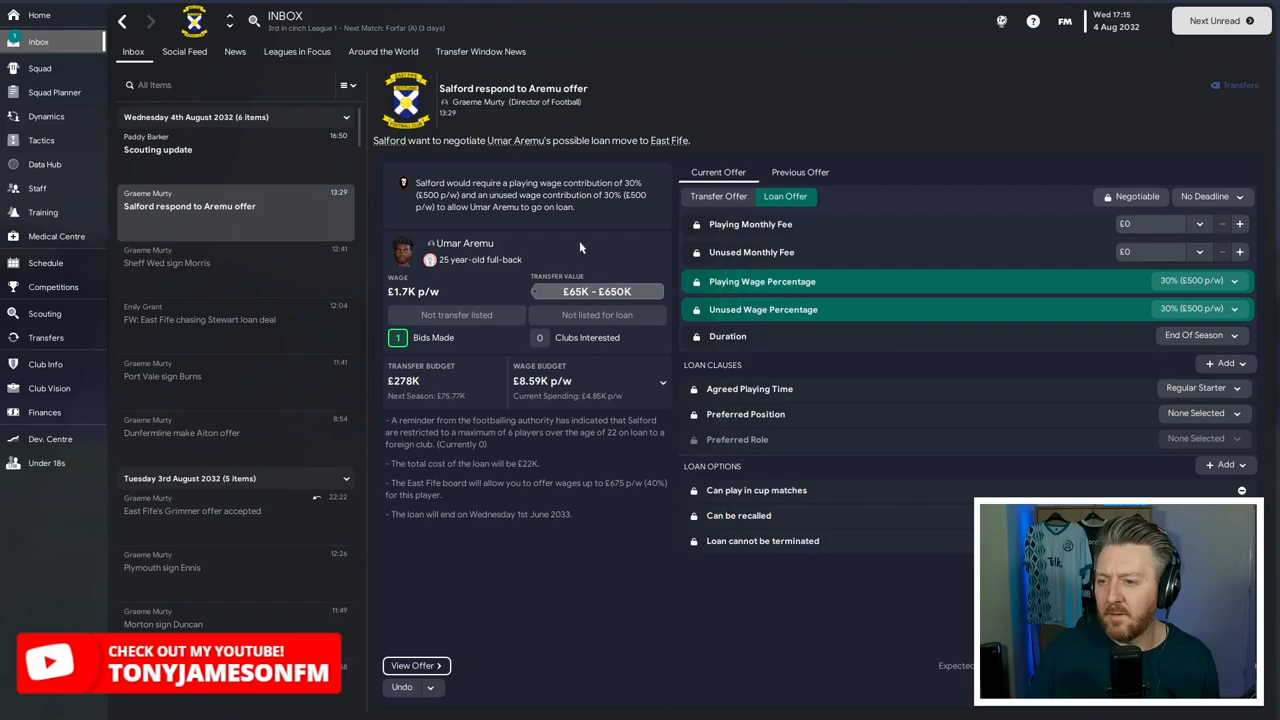 Home
Inbox
1
Squad
Squad Planner
Dynamics
Tactics
Data Hub
Staff
Training
Medical Centre
Schedule
Competitions
Scouting
Transfers
Club Info
Club Vision
Finances
Dev. Centre
Under 18s
INBOX
3rd in cinch League 1 - Next Match: Forfar (A) (3 days)
FM
Wed 17:15
4 Aug 2032
Next Unread
Inbox
Social Feed
News
Leagues in Focus
Around the World
Transfer Window News
All Items
Wednesday 4th August 2032 (6 items)
Paddy Barker
16:50
Scouting update
Graeme Murty
13:29
Salford respond to Aremu offer
Graeme Murty
12:41
Sheff Wed sign Morris
Emily Grant
12:04
FW: East Fife chasing Stewart loan deal
Graeme Murty
11:41
Port Vale sign Burns
Graeme Murty
8:54
Dunfermline make Aiton offer
Tuesday 3rd August 2032 (5 items)
Graeme Murty
22:22
East Fife's Grimmer offer accepted
Graeme Murty
12:26
Plymouth sign Ennis
Graeme Murty
11:49
Morton sign Duncan
Salford respond to Aremu offer
Graeme Murty (Director of Football)
13:29
Transfers
Salford want to negotiate Umar Aremu's possible loan move to East Fife.
Salford would require a playing wage contribution of 30%
(£500 p/w) and an unused wage contribution of 30% (£500
p/w) to allow Umar Aremu to go on loan.
Umar Aremu
25 year-old full-back
WAGE
TRANSFER VALUE
£1.7K p/w
£65K - £650K
Not transfer listed
Not listed for loan
1 Bids Made
0 Clubs Interested
TRANSFER BUDGET
WAGE BUDGET
£278K
£8.59K p/w
Next Season: £75.77K
Current Spending: £4.85K p/w
- A reminder from the footballing authority has indicated that Salford
are restricted to a maximum of 6 players over the age of 22 on loan to a
foreign club. (Currently 0)
- The total cost of the loan will be £22K.
- The East Fife board will allow you to offer wages up to £675 p/w (40%)
for this player.
- The loan will end on Wednesday 1st June 2033.
View Offer
Undo
Current Offer
Previous Offer
Transfer Offer
Loan Offer
Negotiable
No Deadline
Playing Monthly Fee
£0
Unused Monthly Fee
£0
Playing Wage Percentage
30% (£500 p/w)
Unused Wage Percentage
30% (£500 p/w)
Duration
End Of Season
LOAN CLAUSES
Add
Agreed Playing Time
Regular Starter
Preferred Position
None Selected
Preferred Role
None Selected
LOAN OPTIONS
Add
Can play in cup matches
Can be recalled
Loan cannot be terminated
Expected
Talk.
CHECK OUT MY YOUTUBE!
TONYJAMESONFM